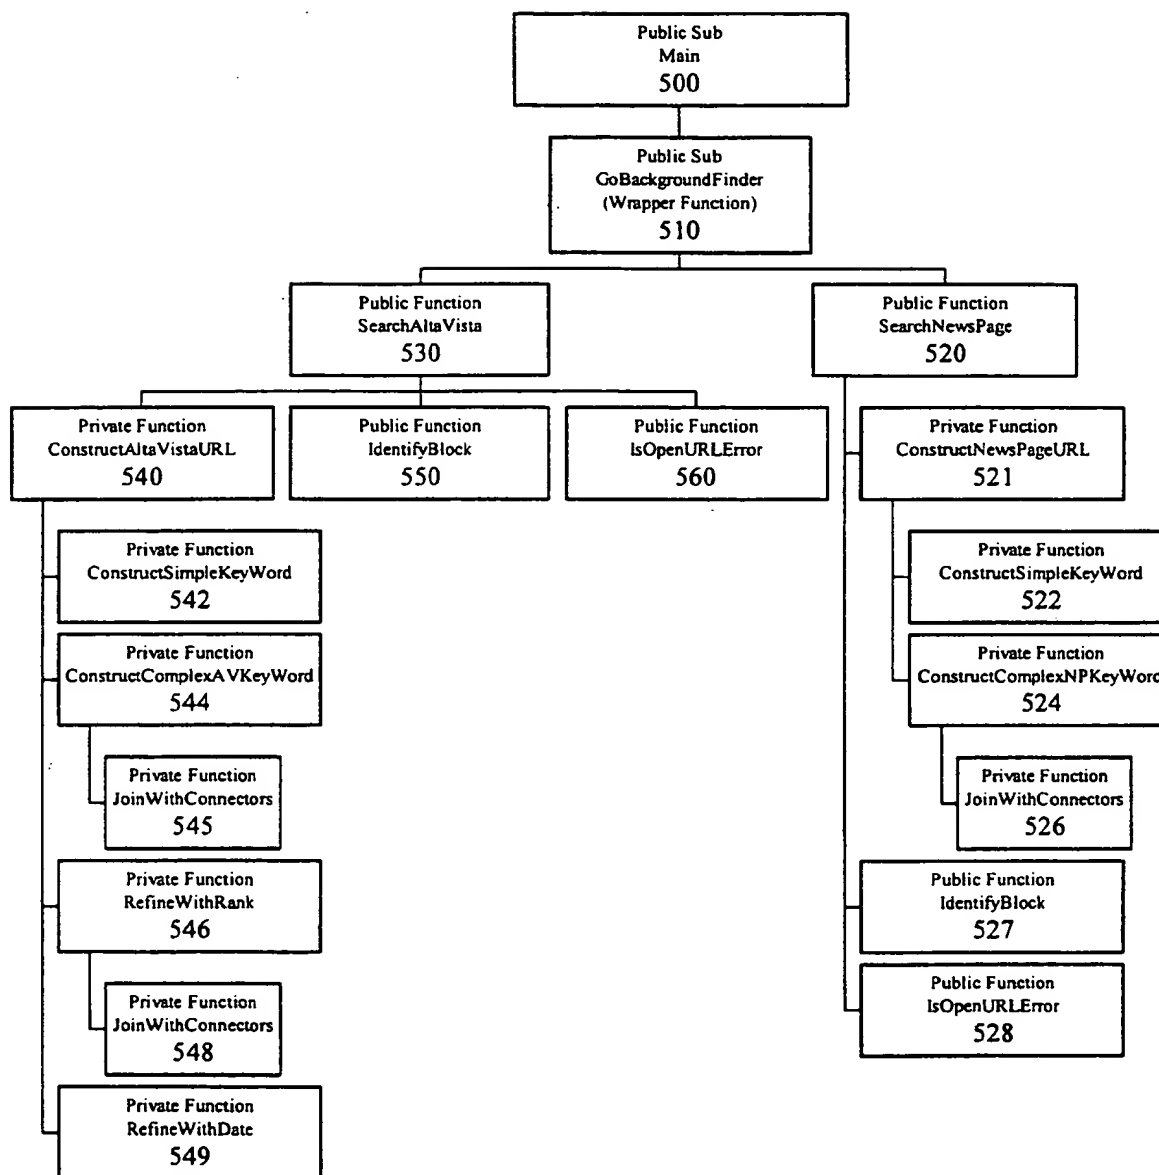 Public Sub
Main
500
Public Sub
GoBackgroundFinder
(Wrapper Function)
510
Public Function
SearchAltaVista
530
Public Function
SearchNewsPage
520
Private Function
ConstructAltaVistaURL
540
Public Function
IdentifyBlock
550
Public Function
IsOpenURLError
560
Private Function
ConstructNewsPageURL
521
Private Function
ConstructSimpleKeyWord
542
Private Function
ConstructSimpleKeyWord
522
Private Function
ConstructComplexAVKeyWord
544
Private Function
ConstructComplexNPKeyWord
524
Private Function
JoinWithConnectors
545
Private Function
JoinWithConnectors
526
Private Function
RefineWithRank
546
Public Function
IdentifyBlock
527
Private Function
JoinWithConnectors
548
Public Function
IsOpenURLError
528
Private Function
RefineWithDate
549